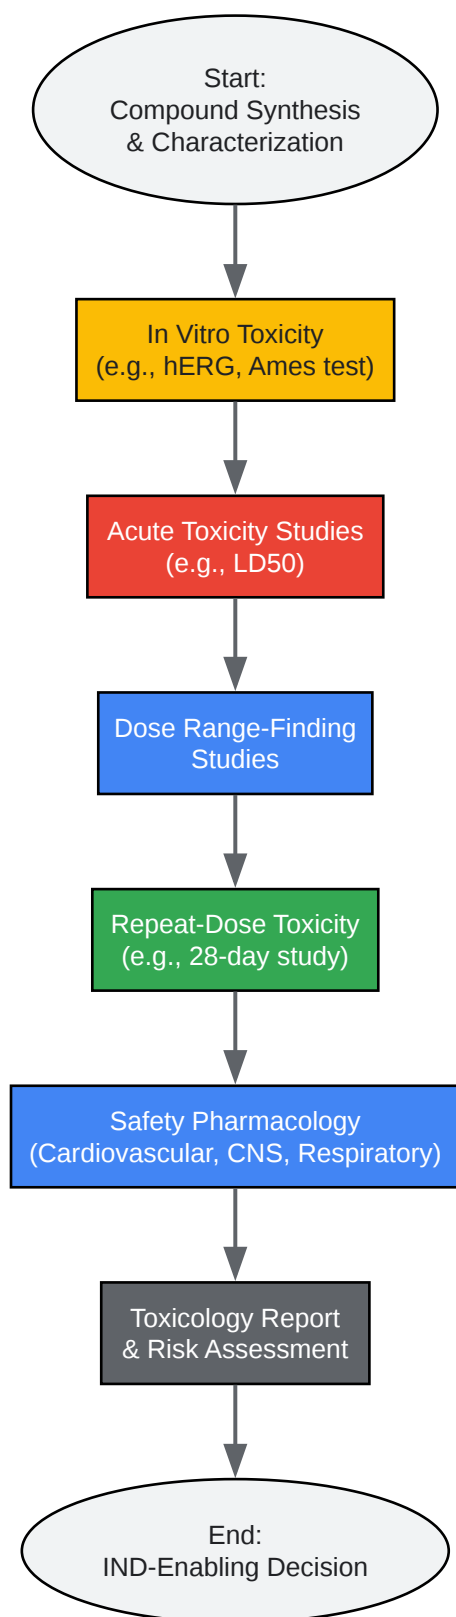 Start:
Compound Synthesis
& Characterization
In Vitro Toxicity
(e.g., hERG, Ames test)
Acute Toxicity Studies
(e.g., LD50)
Dose Range-Finding
Studies
Repeat-Dose Toxicity
(e.g., 28-day study)
Safety Pharmacology
(Cardiovascular, CNS, Respiratory)
Toxicology Report
& Risk Assessment
End:
IND-Enabling Decision